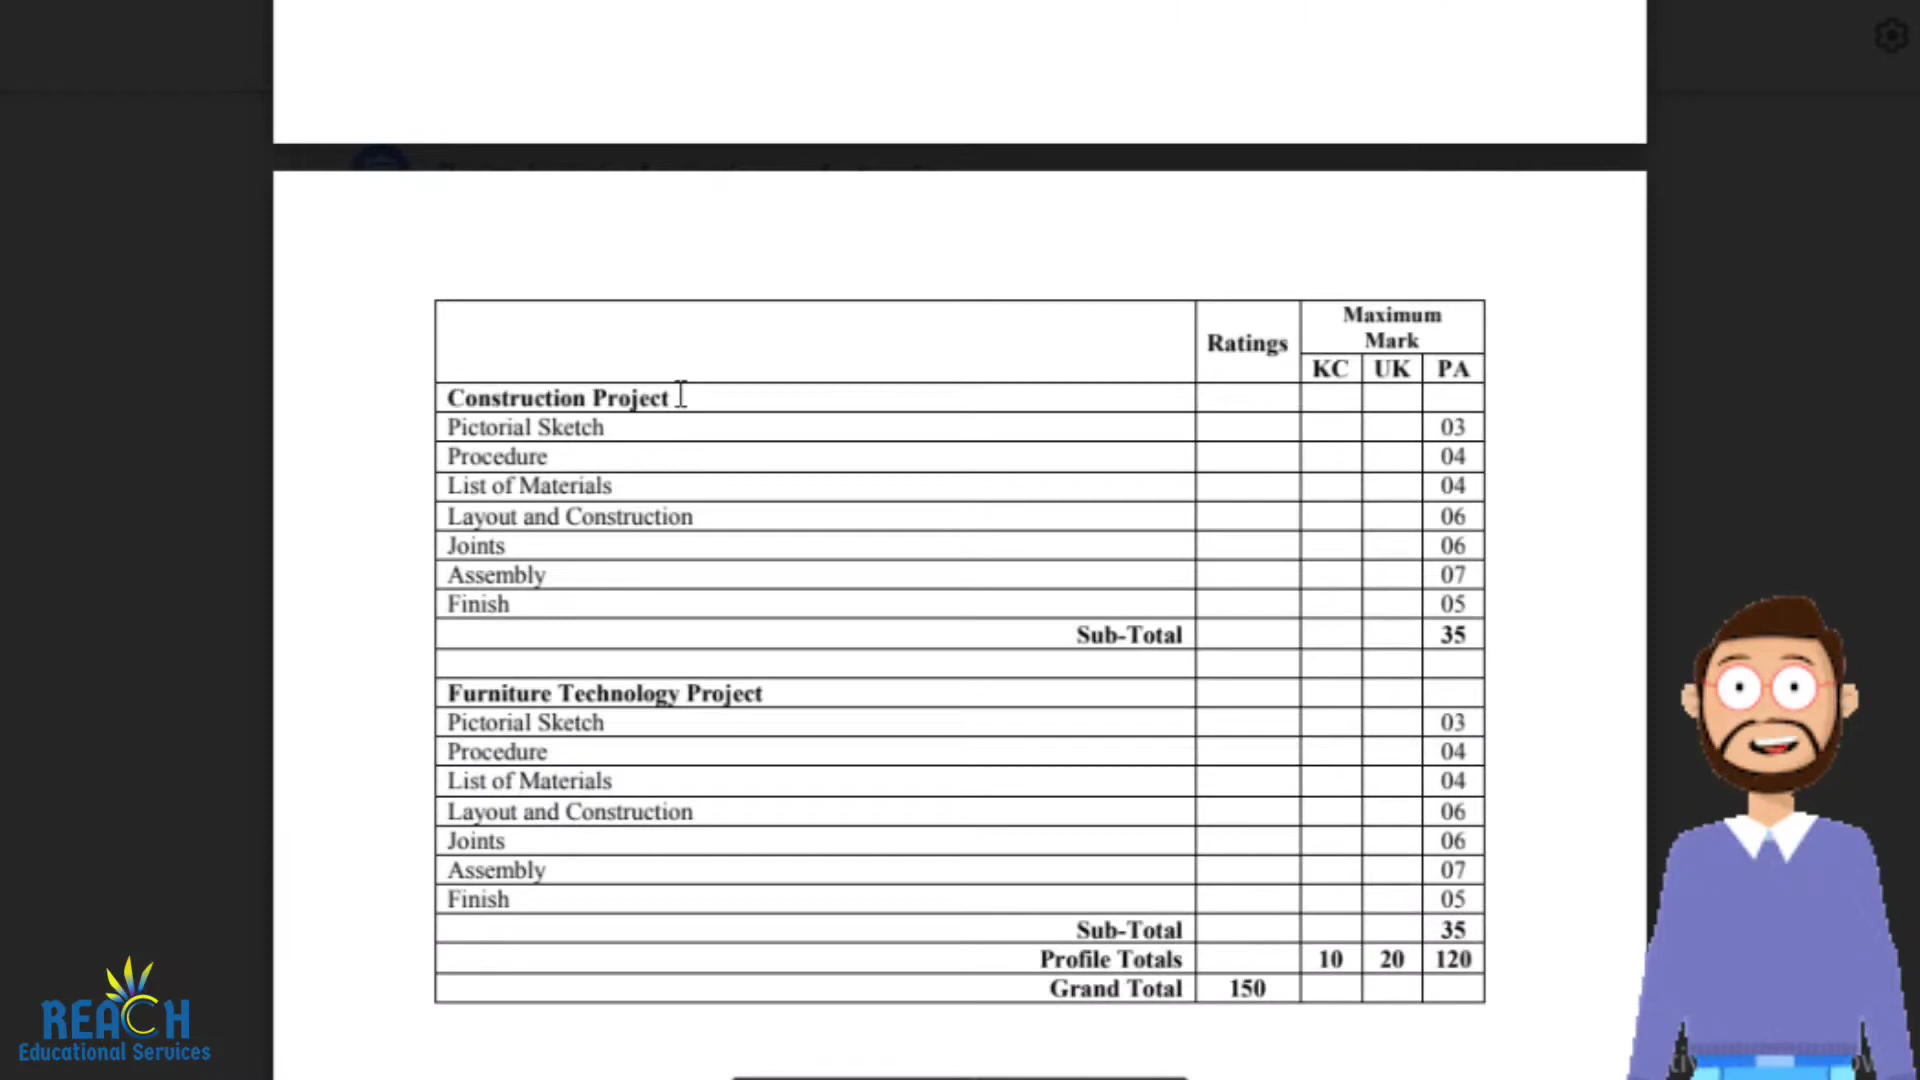 Ratings
Maximum
Mark
KC UK PA
Construction Project
Pictorial Sketch 03
Procedure 04
List of Materials 04
Layout and Construction 06
Joints 06
Assembly 07
Finish 05
Sub-Total 35
Furniture Technology Project
Pictorial Sketch 03
Procedure 04
List of Materials 04
Layout and Construction 06
Joints 06
Assembly 07
Finish 05
Sub-Total 35
Profile Totals 10 20 120
Grand Total 150
REACH
Educational Services